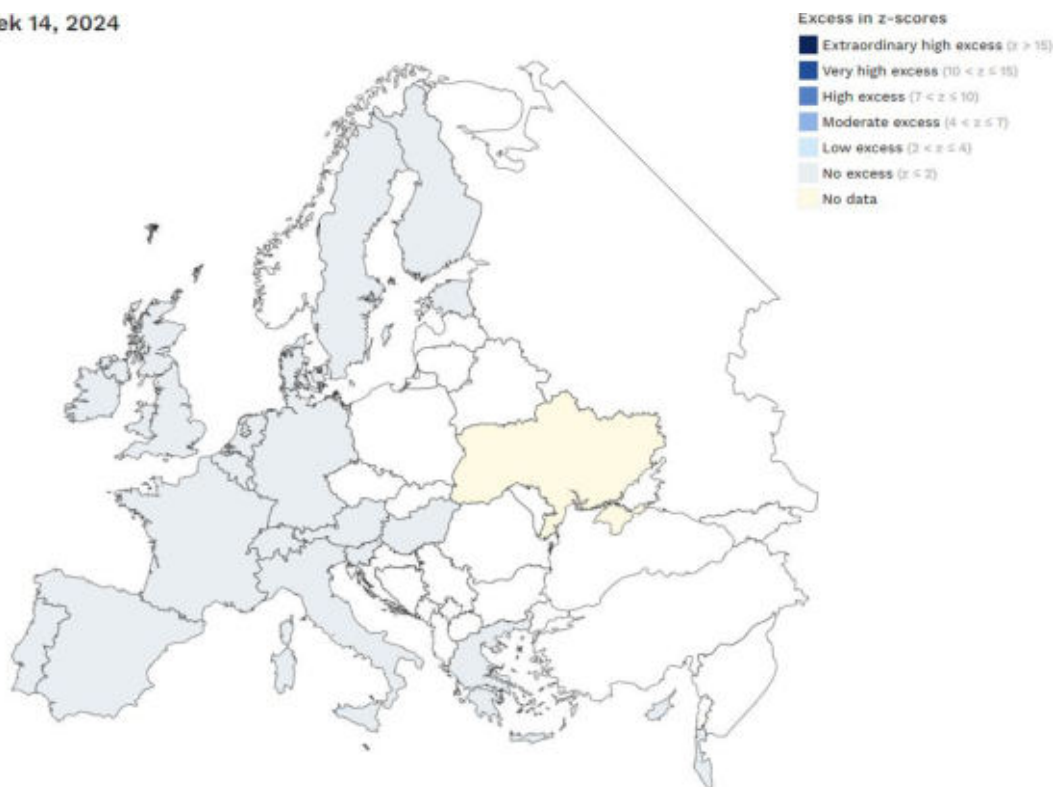 ek 14, 2024
Excess in z-scores
Extraordinary high excess (z > 15)
Very high excess (10 < z ≤ 15)
High excess (7 < z ≤ 10)
Moderate excess (4 < z ≤ 7)
Low excess (2 < z ≤ 4)
No excess (z ≤ 2)
No data